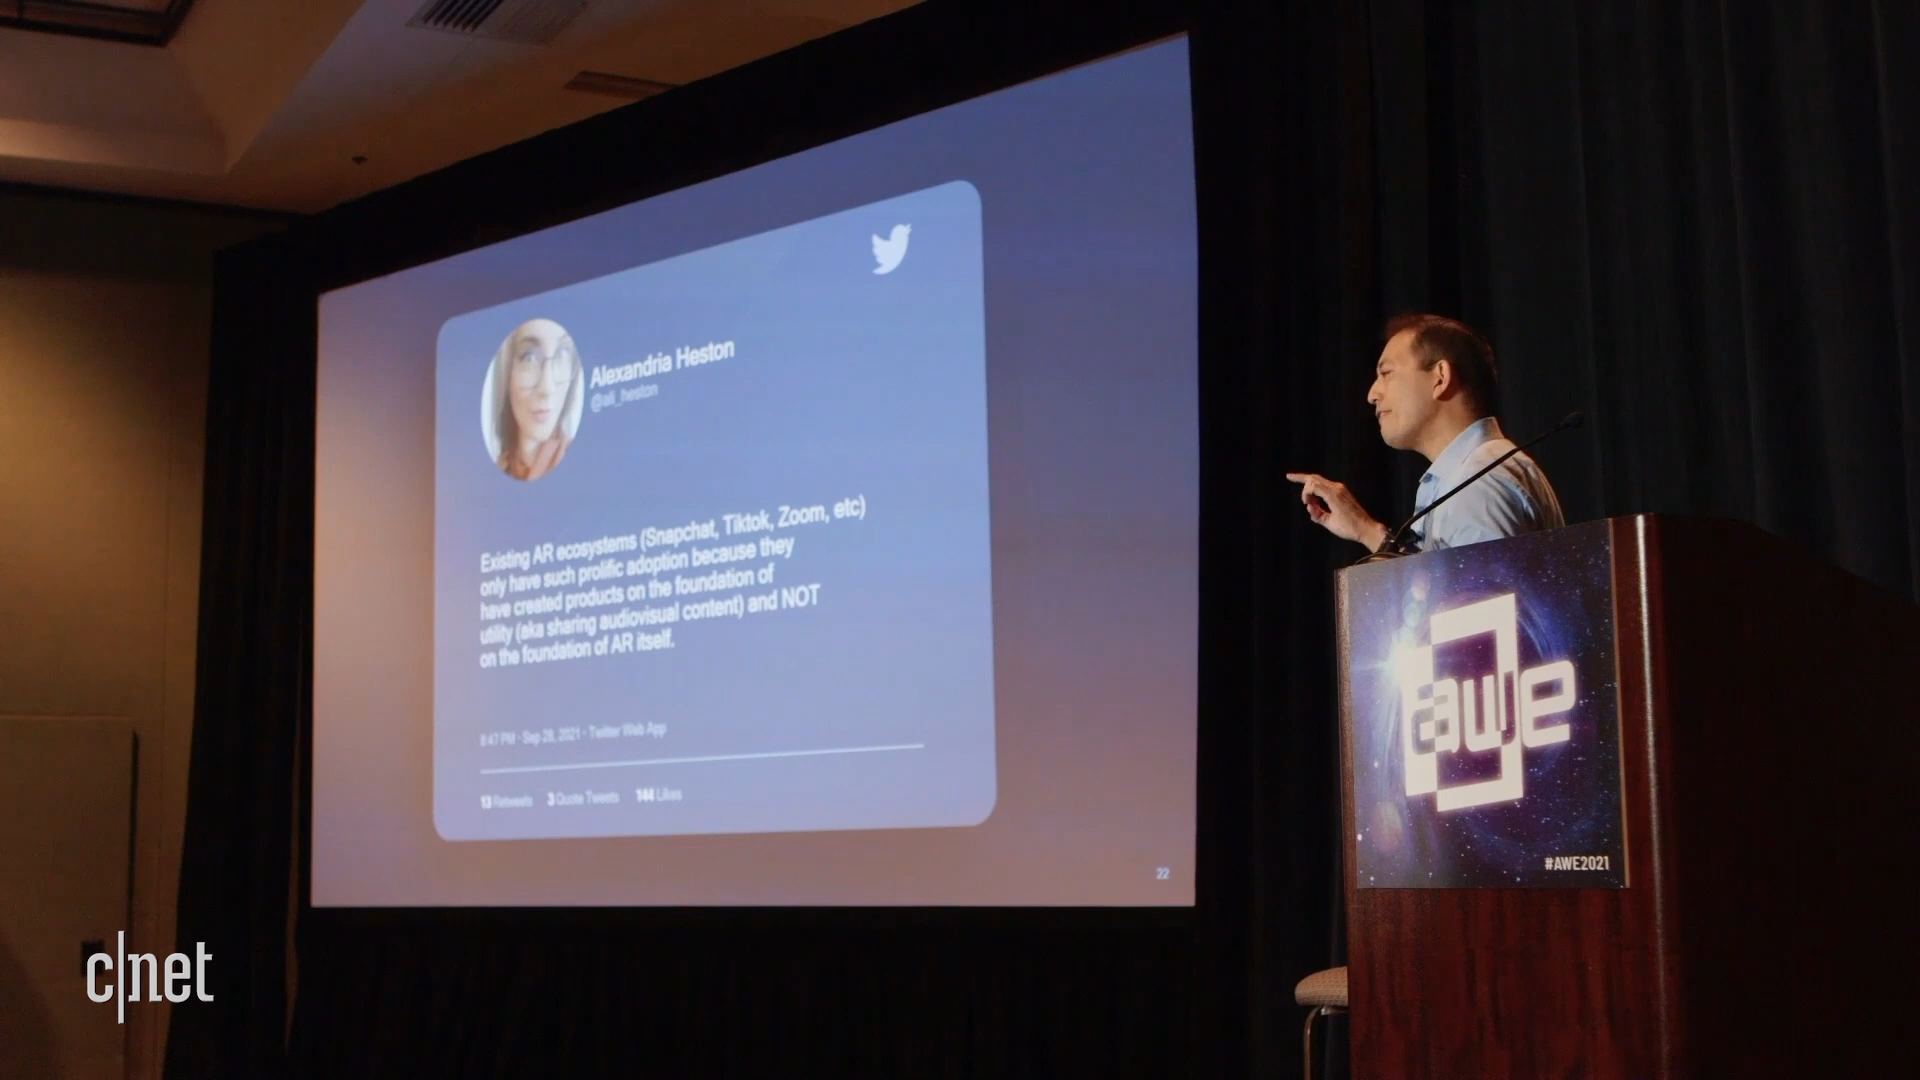 Alexandria Heston
@ali_heston
Existing AR ecosystems (Snapchat, Tiktok, Zoom, etc)
only have such prolific adoption because they
have created products on the foundation of
utility (aka sharing audiovisual content) and NOT
on the foundation of AR itself.
8:47 PM · Sep 28, 2021 · Twitter Web App
13 Retweets 3 Quote Tweets 144 Likes
22
awe
#AWE2021
c|net